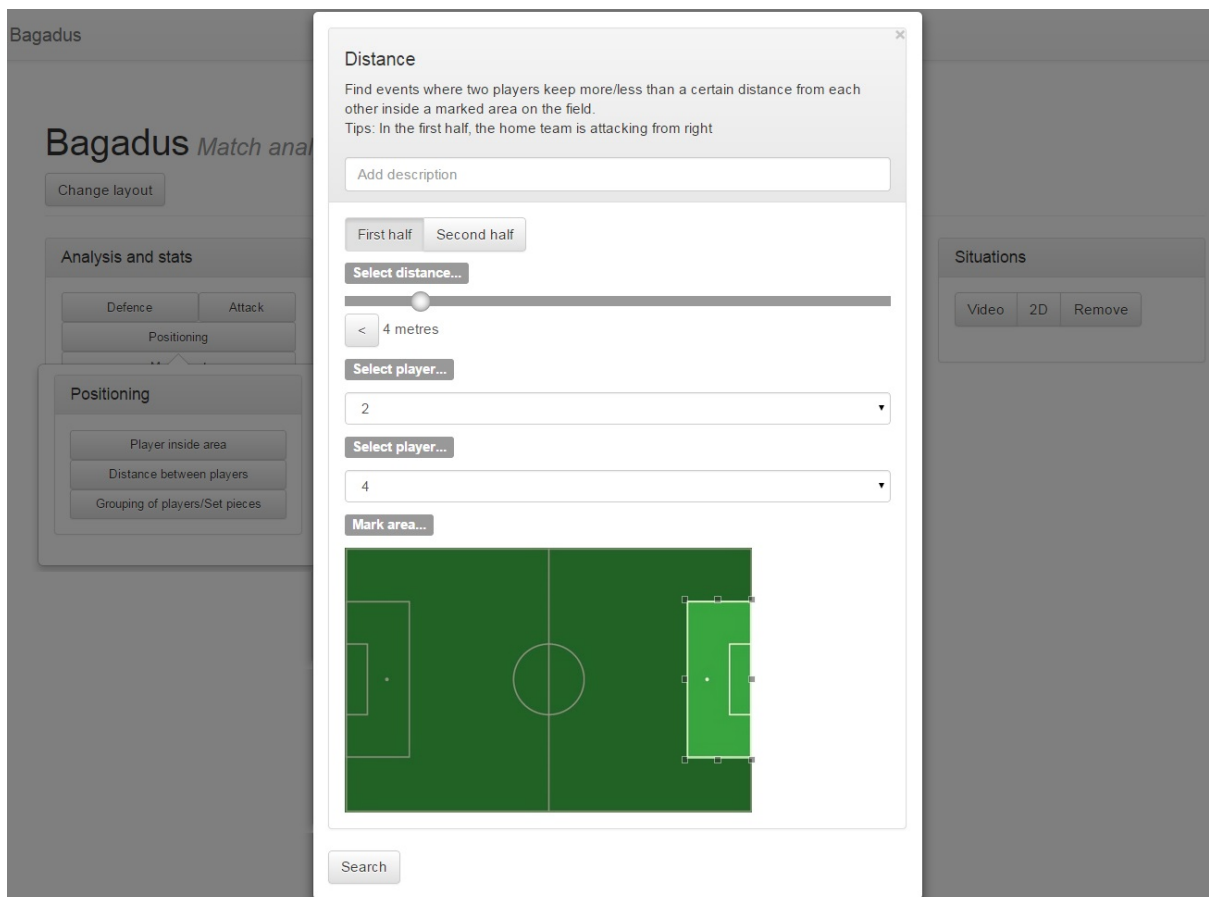 Bagadus
Bagadus Match anal
Change layout
Analysis and stats
Defence
Attack
Positioning
Positioning
Player inside area
Distance between players
Grouping of players/Set pieces
×
Distance
Find events where two players keep more/less than a certain distance from each
other inside a marked area on the field.
Tips: In the first half, the home team is attacking from right
Add description
First half
Second half
Select distance...
< 4 metres
Select player...
2
Select player...
4
Mark area...
Search
Situations
Video
2D
Remove